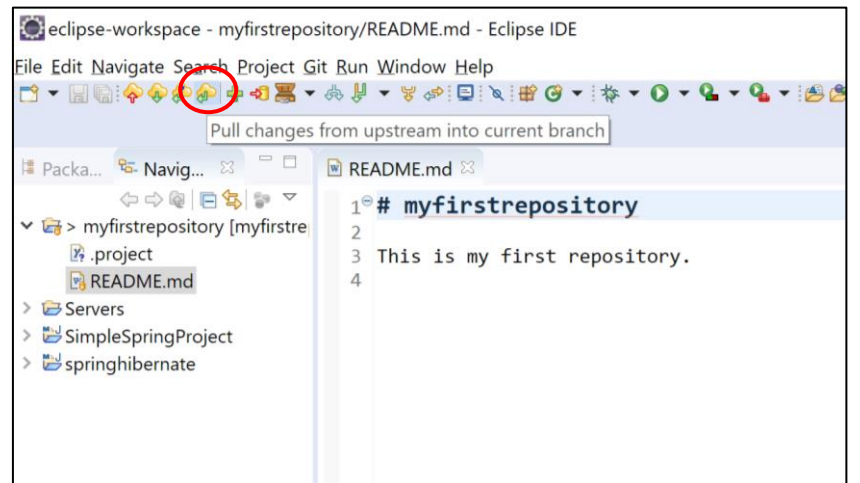 eclipse-workspace - myfirstrepository/README.md - Eclipse IDE
File Edit Navigate Search Project Git Run Window Help
Pull changes from upstream into current branch
Packa... Navig... README.md
1 # myfirstrepository
2
3 This is my first repository.
4
> myfirstrepository [myfirstre
.project
README.md
Servers
SimpleSpringProject
springhibernate